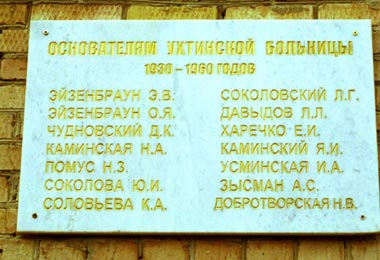 ОСНОВАТЕЛЯМ УХТИНСКОЙ БОЛЬНИЦЫ
1930 – 1960 ГОДОВ
ЭЙЗЕНБРАУН Э.В.
ЭЙЗЕНБРАУН О.Я.
ЧУДНОВСКИЙ Д.К.
КАМИНСКАЯ Н.А.
ПОМУС Н.З.
СОКОЛОВА Ю.И.
СОЛОВЬЕВА К.А.
СОКОЛОВСКИЙ Л.Г.
ДАВЫДОВ Л.Л.
ХАРЕЧКО Е.И.
КАМИНСКИЙ Я.И.
УСМИНСКАЯ И.А.
ЗЫСМАН А.С.
ДОБРОТВОРСКАЯ Н.В.